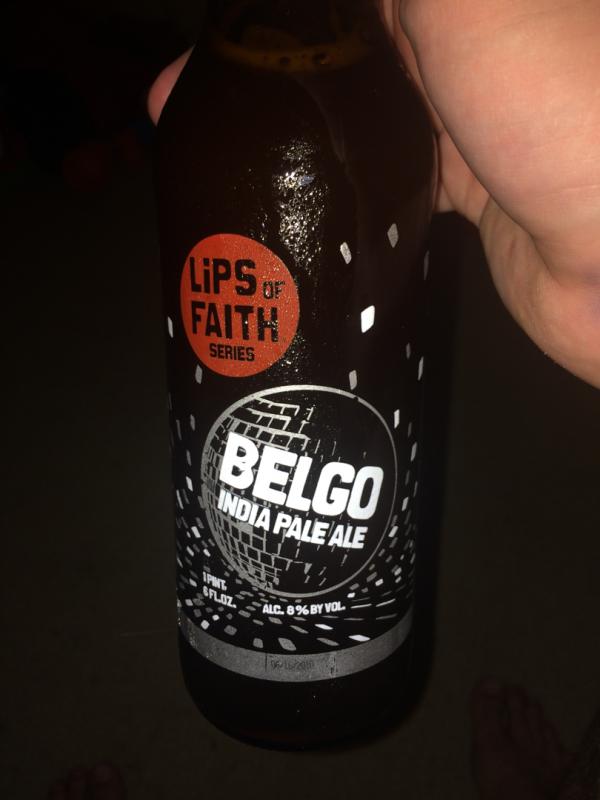 LiPS OF
FAITH
SERIES
BELGO
INDIA PALE ALE
1 PINT,
6 FL.OZ.
ALC. 8% BY VOL.